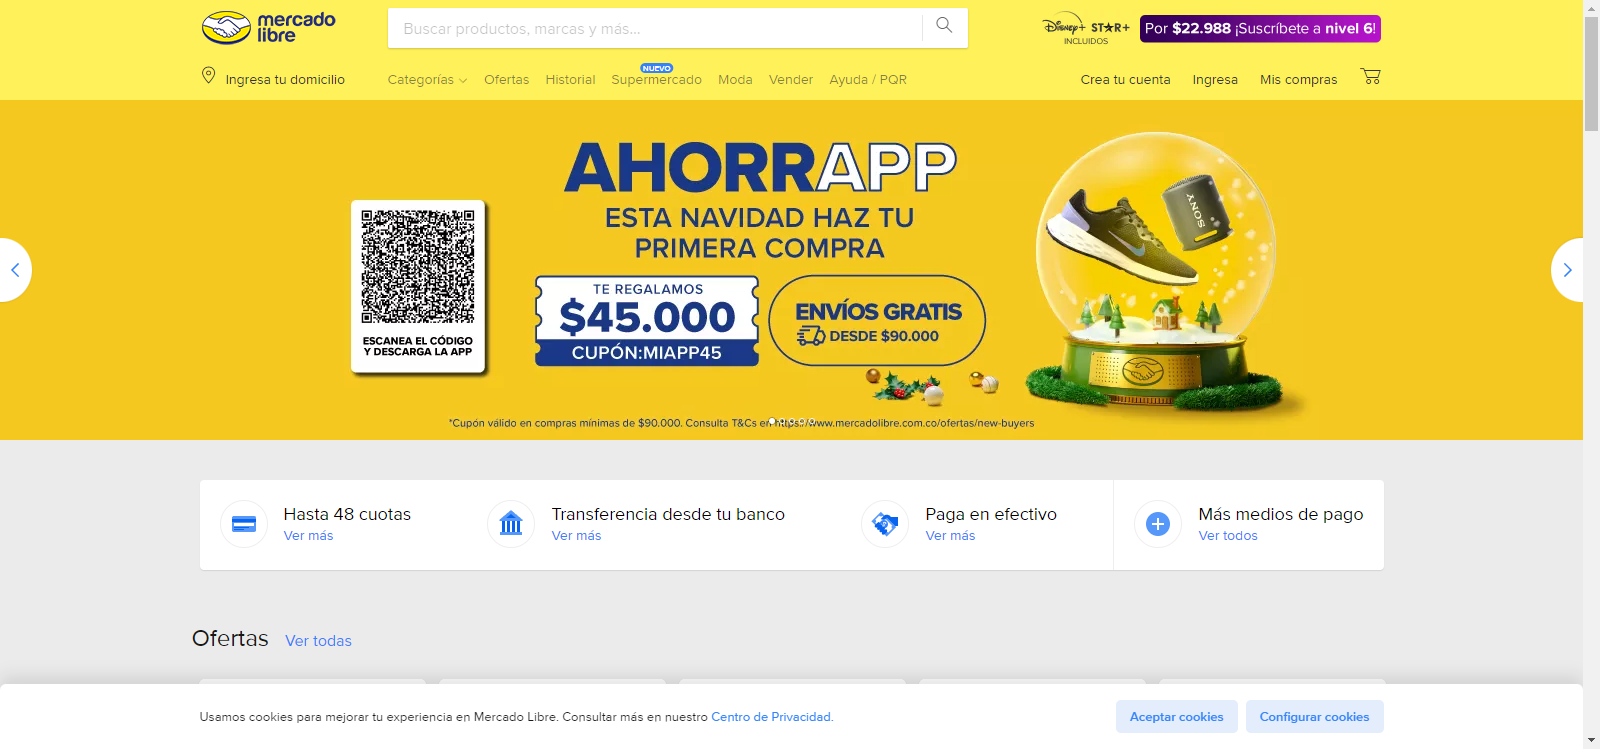 mercado
libre
Buscar productos, marcas y más...
Disney+ STAR+
INCLUIDOS
Por $22.988 ¡Suscríbete a nivel 6!
Ingresa tu domicilio
Categorías
Ofertas
Historial
Supermercado
NUEVO
Moda
Vender
Ayuda / PQR
Crea tu cuenta
Ingresa
Mis compras
AHORRAPP
ESTA NAVIDAD HAZ TU
PRIMERA COMPRA
ESCANEA EL CÓDIGO
Y DESCARGA LA APP
TE REGALAMOS
$45.000
CUPÓN:MIAPP45
ENVÍOS GRATIS
DESDE $90.000
SONY
*Cupón válido en compras mínimas de $90.000. Consulta T&Cs en https://www.mercadolibre.com.co/ofertas/new-buyers
Hasta 48 cuotas
Ver más
Transferencia desde tu banco
Ver más
Paga en efectivo
Ver más
Más medios de pago
Ver todos
Ofertas Ver todas
Usamos cookies para mejorar tu experiencia en Mercado Libre. Consultar más en nuestro Centro de Privacidad.
Aceptar cookies
Configurar cookies